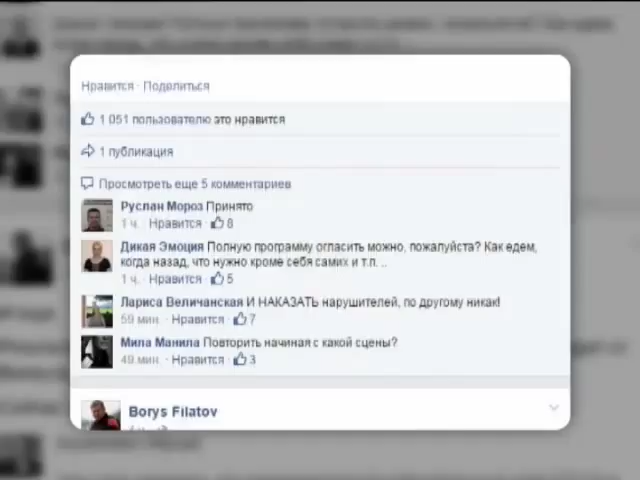 Нравится · Поделиться
1 051 пользователю это нравится
1 публикация
Просмотреть еще 5 комментариев
Руслан Мороз Принято
1 ч. · Нравится · 8
Дикая Эмоция Полную программу огласить можно, пожалуйста? Как едем,
когда назад, что нужно кроме себя самих и т.п. ..
1 ч. · Нравится · 5
Лариса Величанская И НАКАЗАТЬ нарушителей, по другому никак!
59 мин. · Нравится · 7
Мила Манила Повторить начиная с какой сцены?
49 мин. · Нравится · 3
Borys Filatov